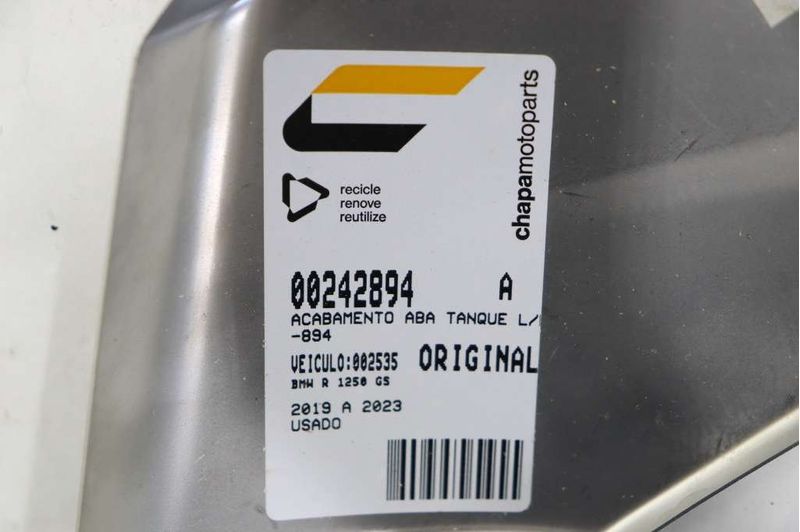 chapamotoparts
recicle
renove
reutilize
00242894 A
ACABAMENTO ABA TANQUE L/
-894
VEICULO:002535 ORIGINAL
BMW R 1250 GS
2019 A 2023
USADO